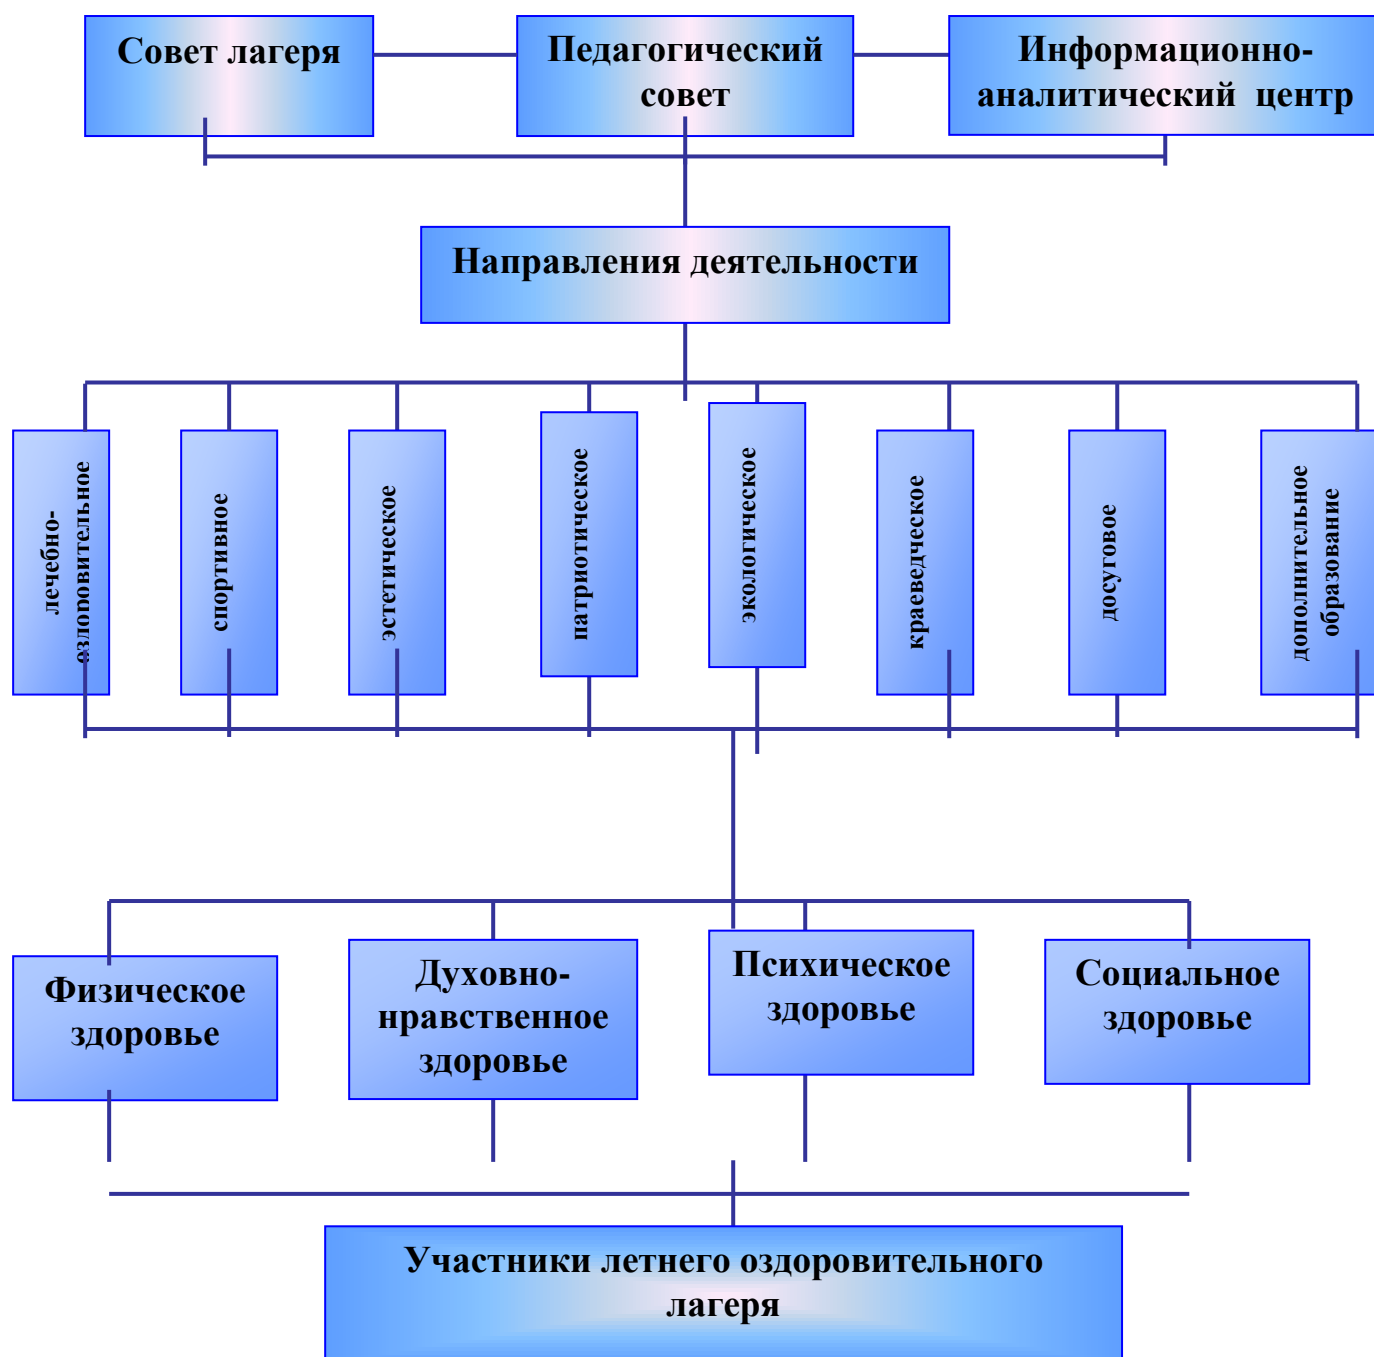 Совет лагеря
Педагогический
совет
Информационно-
аналитический центр
Направления деятельности
лечебно-
оздоровительное
спортивное
эстетическое
патриотическое
экологическое
краеведческое
досуговое
дополнительное
образование
Физическое
здоровье
Духовно-
нравственное
здоровье
Психическое
здоровье
Социальное
здоровье
Участники летнего оздоровительного
лагеря